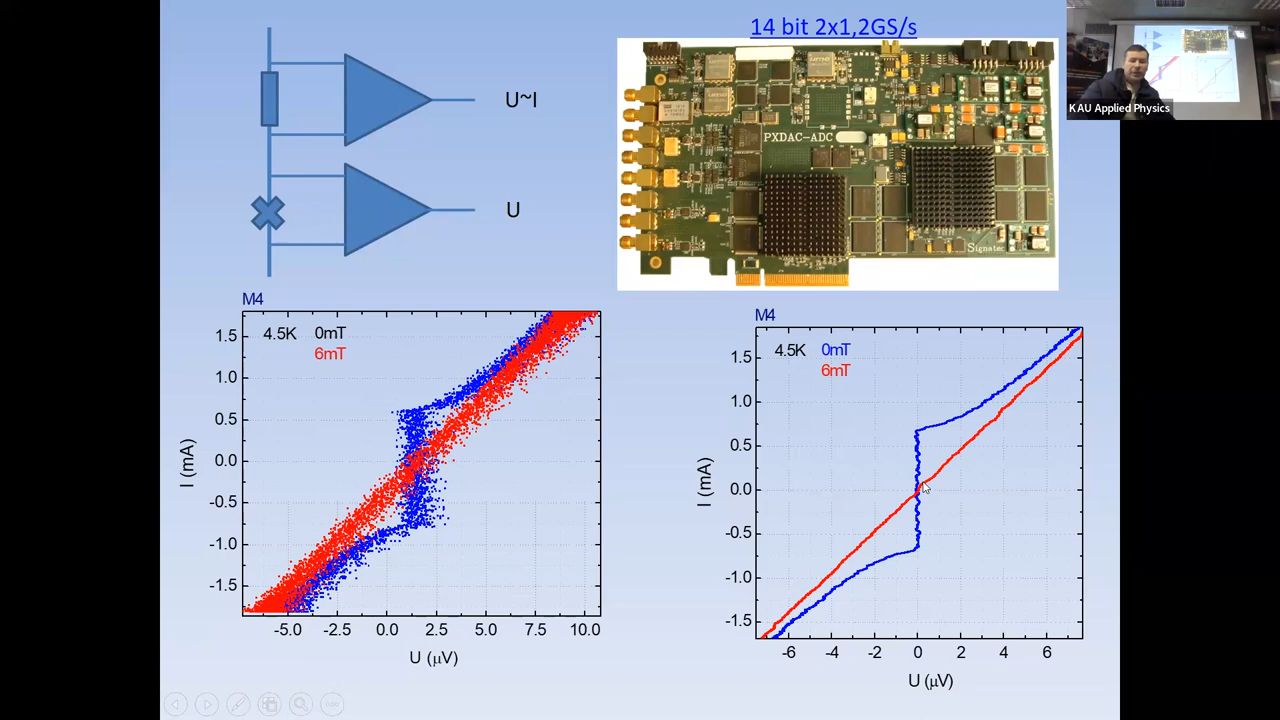 14 bit 2x1,2GS/s
KAU Applied Physics
U~I
U
PXDAC-ADC
Signatec
M4
4.5K 0mT
6mT
1.5
1.0
0.5
0.0
-0.5
-1.0
-1.5
I (mA)
-5.0 -2.5 0.0 2.5 5.0 7.5 10.0
U (μV)
M4
4.5K 0mT
6mT
1.5
1.0
0.5
0.0
-0.5
-1.0
-1.5
I (mA)
-6 -4 -2 0 2 4 6
U (μV)